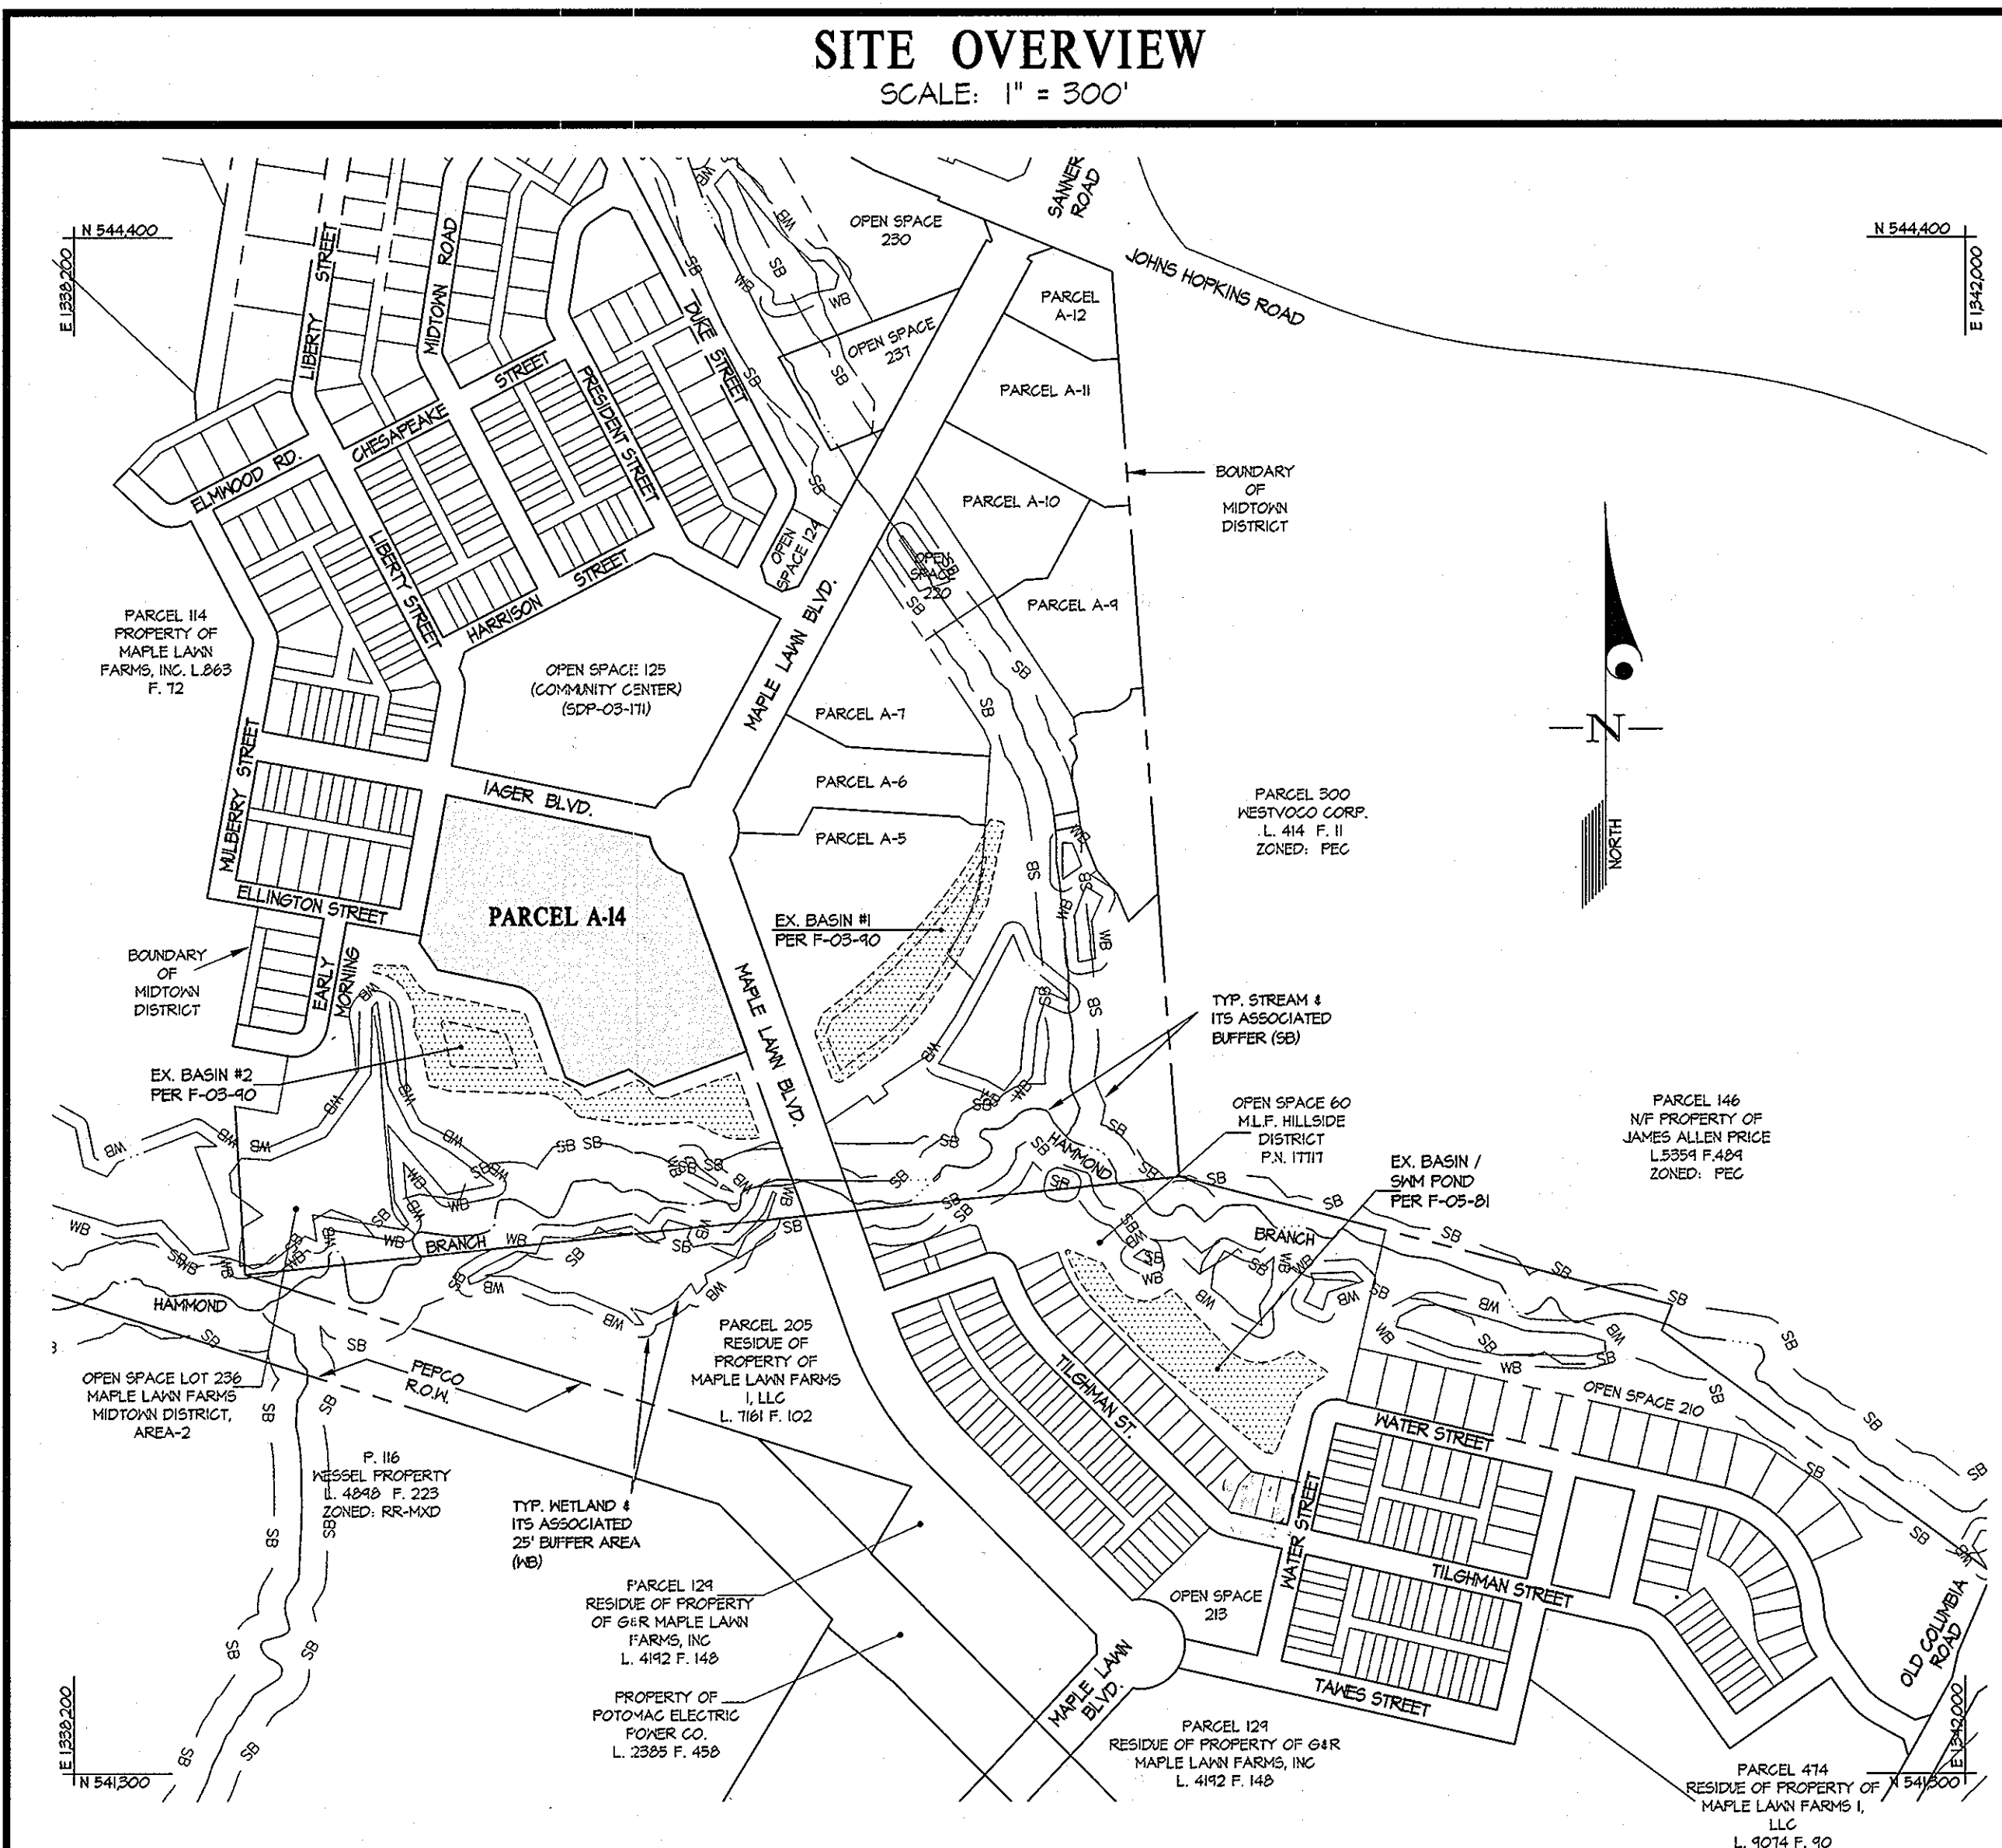 SITE OVERVIEW
SCALE: 1" = 300'
SANNER
ROAD
N 544,400
E 1,338,200
N 544,400
E 1,342,000
OPEN SPACE
230
JOHNS HOPKINS ROAD
LIBERTY STREET
MIDTOWN ROAD
DUKE STREET
OPEN SPACE
237
PARCEL
A-12
PARCEL A-11
CHESAPEAKE STREET
PRESIDENT STREET
ELMWOOD RD.
PARCEL A-10
BOUNDARY
OF
MIDTOWN
DISTRICT
LIBERTY STREET
HARRISON STREET
OPEN
SPACE 124
OPEN
SPACE
220
PARCEL A-9
MAPLE LAWN BLVD.
PARCEL 114
PROPERTY OF
MAPLE LAWN
FARMS, INC. L.863
F. 72
OPEN SPACE 125
(COMMUNITY CENTER)
(SDP-03-171)
PARCEL A-7
PARCEL A-6
PARCEL A-5
MULBERRY STREET
IAGER BLVD.
PARCEL 300
WESTVOCO CORP.
L. 414 F. 11
ZONED: PEC
N
NORTH
ELLINGTON STREET
PARCEL A-14
EX. BASIN #1
PER F-03-90
BOUNDARY
OF
MIDTOWN
DISTRICT
EARLY
MORNING
MAPLE LAWN BLVD.
TYP. STREAM &
ITS ASSOCIATED
BUFFER (SB)
EX. BASIN #2
PER F-03-90
OPEN SPACE 60
M.L.F. HILLSIDE
DISTRICT
P.N. 17717
PARCEL 146
N/F PROPERTY OF
JAMES ALLEN PRICE
L.5359 F.489
ZONED: PEC
HAMMOND
BRANCH
EX. BASIN /
SWM POND
PER F-05-81
BRANCH
HAMMOND
PEPCO
R.O.W.
OPEN SPACE LOT 236
MAPLE LAWN FARMS
MIDTOWN DISTRICT,
AREA-2
PARCEL 205
RESIDUE OF
PROPERTY OF
MAPLE LAWN FARMS
I, LLC
L. 7161 F. 102
TILGHMAN ST.
OPEN SPACE 210
WATER STREET
P. 116
WESSEL PROPERTY
L. 4898 F. 223
ZONED: RR-MXD
TYP. WETLAND &
ITS ASSOCIATED
25' BUFFER AREA
(WB)
WATER STREET
TILGHMAN STREET
PARCEL 129
RESIDUE OF PROPERTY
OF G&R MAPLE LAWN
FARMS, INC
L. 4192 F. 148
OPEN SPACE
213
OLD COLUMBIA
ROAD
PROPERTY OF
POTOMAC ELECTRIC
POWER CO.
L. 2385 F. 458
MAPLE LAWN
BLVD.
TAWES STREET
PARCEL 129
RESIDUE OF PROPERTY OF G&R
MAPLE LAWN FARMS, INC
L. 4192 F. 148
E 1,338,200
N 541,300
E 1,342,000
N 541,300
PARCEL 474
RESIDUE OF PROPERTY OF
MAPLE LAWN FARMS I,
LLC
L. 9074 F. 90